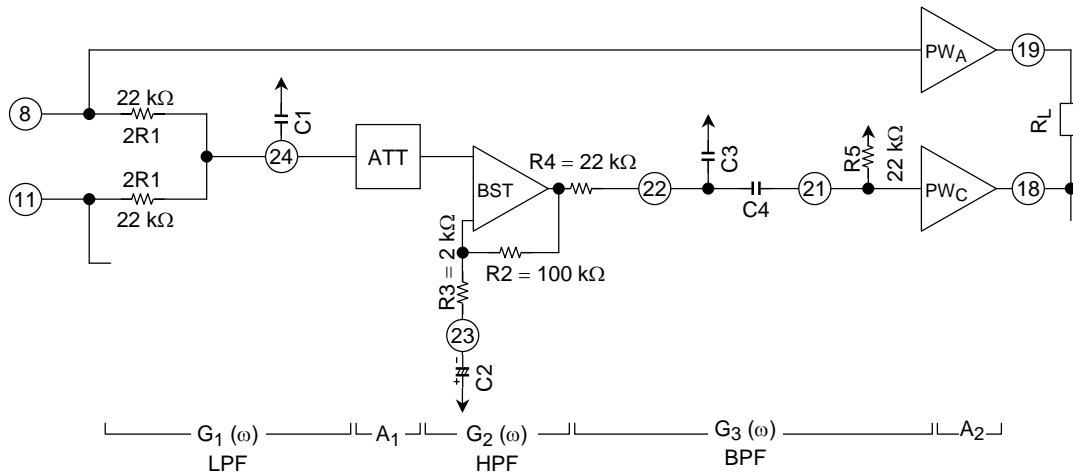 PWA
19
8
22 kΩ
2R1
C1
24
ATT
BST
R4 = 22 kΩ
22
C3
C4
21
R5
22 kΩ
PWC
18
RL
11
2R1
22 kΩ
R2 = 100 kΩ
R3 = 2 kΩ
23
- +
C2
G1 (ω)
A1
G2 (ω)
G3 (ω)
A2
LPF
HPF
BPF